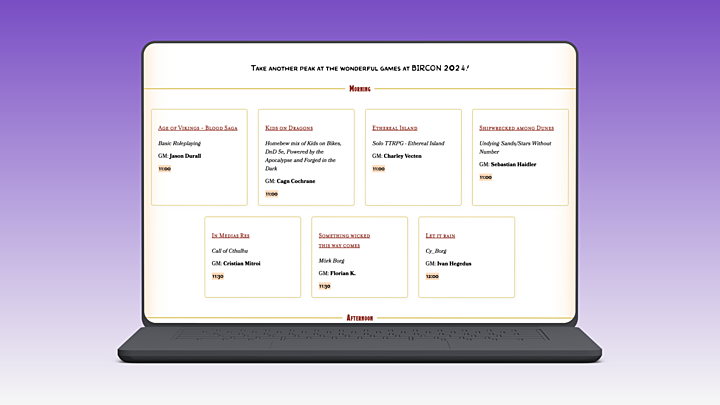 Take another peak at the wonderful games at BIRCON 2024!
Morning
Age of Vikings - Blood Saga
Basic Roleplaying
GM: Jason Durall
11:00
Kids on Dragons
Homebrew mix of Kids on Bikes,
DnD 5e, Powered by the
Apocalypse and Forged in the
Dark
GM: Cagn Cochrane
11:00
Ethereal Island
Solo TTRPG - Ethereal Island
GM: Charley Vecten
11:00
Shipwrecked among Dunes
Undying Sands/Stars Without
Number
GM: Sebastian Haidler
11:00
In Medias Res
Call of Cthulhu
GM: Cristian Mitroi
11:30
Something wicked
this way comes
Mörk Borg
GM: Florian K.
11:30
Let it rain
Cy_Borg
GM: Ivan Hegedus
12:00
Afternoon